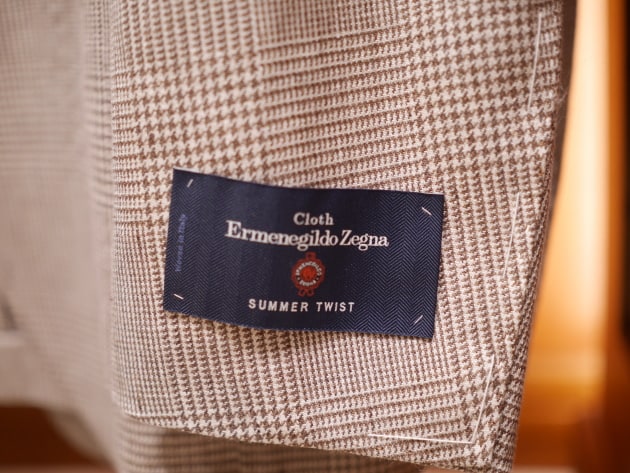 Cloth
Ermenegildo Zegna
SUMMER TWIST